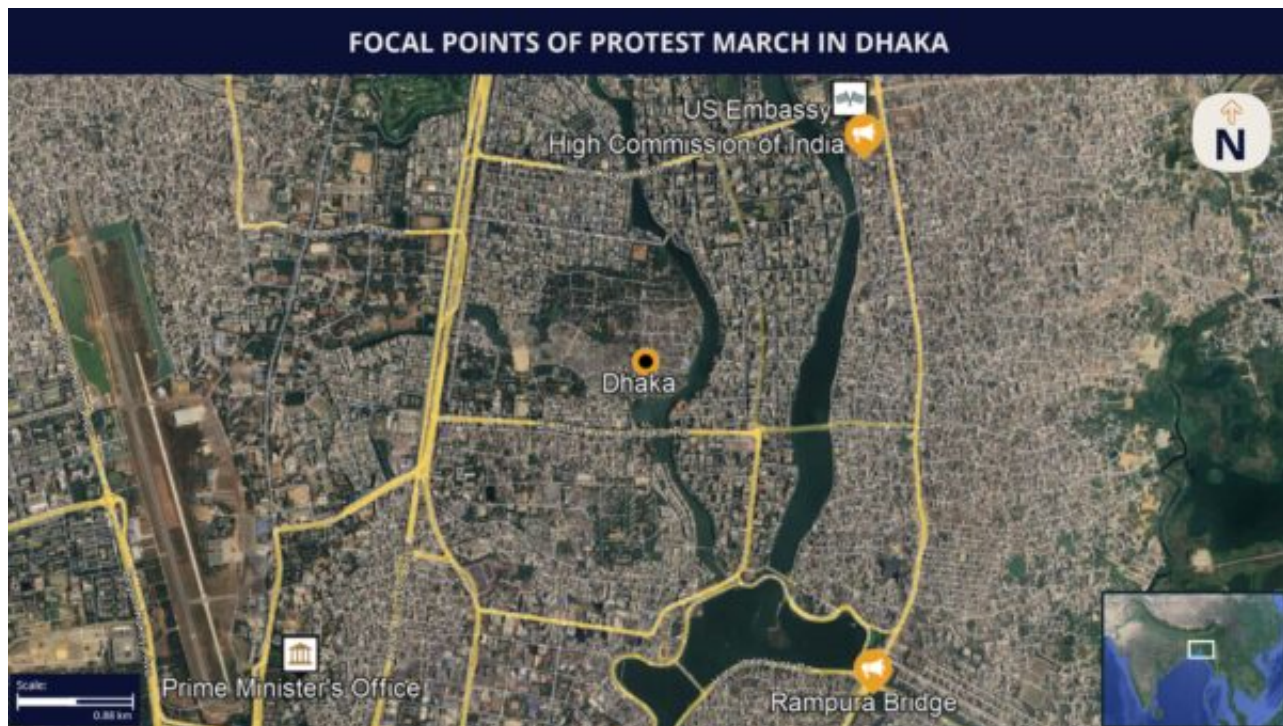 FOCAL POINTS OF PROTEST MARCH IN DHAKA
US Embassy
High Commission of India
N
Dhaka
Prime Minister's Office
Rampura Bridge
Scale:
0.88 km